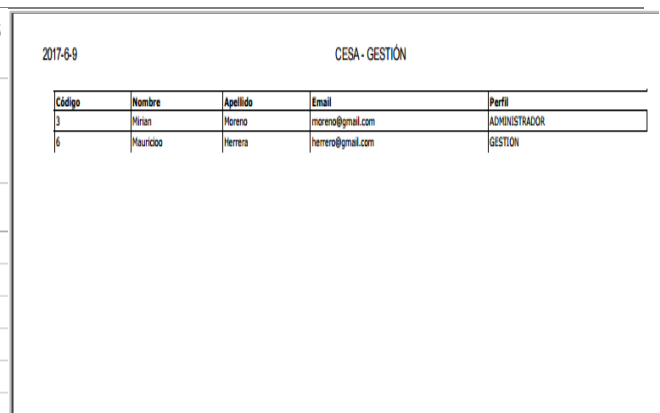 2017-6-9 CESA - GESTIÓN
Código Nombre Apellido Email Perfil
3 Mirian Moreno moreno@gmail.com ADMINISTRADOR
6 Mauricioo Herrera herrero@gmail.com GESTION